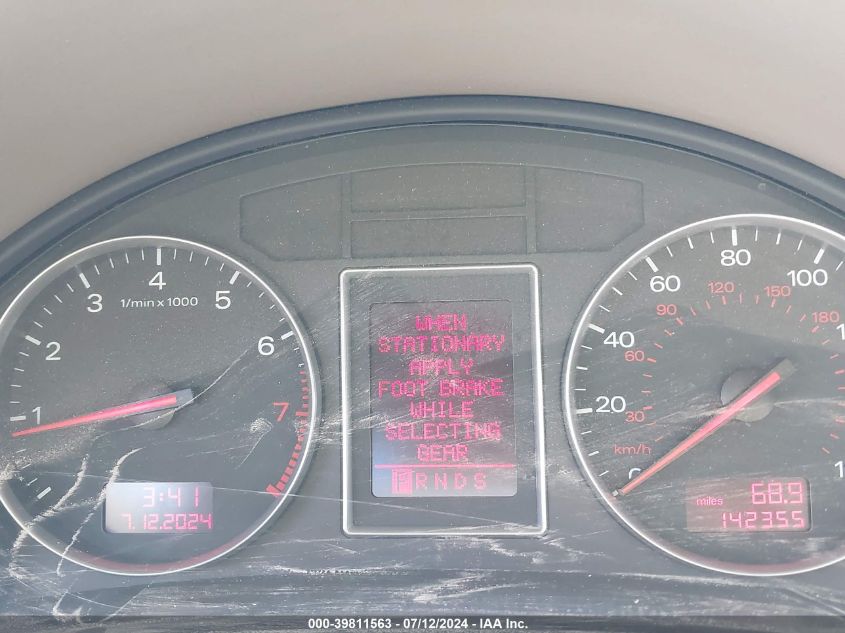 1
2
3
4
5
6
7
1/min x 1000
3:41
7.12.2024
WHEN
STATIONARY
APPLY
FOOT BRAKE
WHILE
SELECTING
GEAR
P R N D S
0
20
40
60
80
100
30
60
90
120
150
180
km/h
miles 68.9
142355
000-39811563 - 07/12/2024 - IAA Inc.